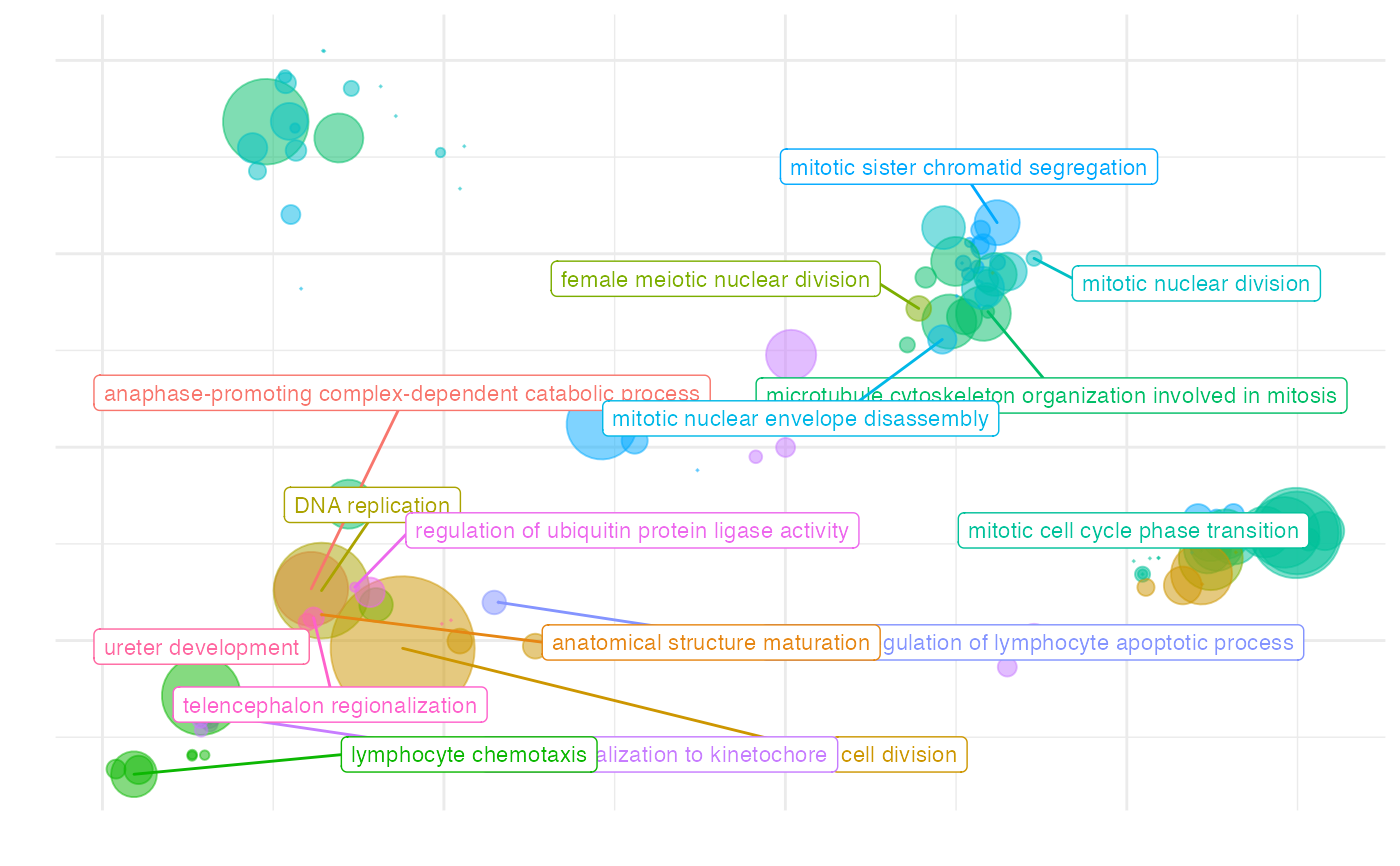 mitotic sister chromatid segregation
female meiotic nuclear division
mitotic nuclear division
anaphase-promoting complex-dependent catabolic process
microtubule cytoskeleton organization involved in mitosis
mitotic nuclear envelope disassembly
DNA replication
regulation of ubiquitin protein ligase activity
mitotic cell cycle phase transition
ureter development
anatomical structure maturation
gulation of lymphocyte apoptotic process
telencephalon regionalization
lymphocyte chemotaxis
alization to kinetochore
cell division